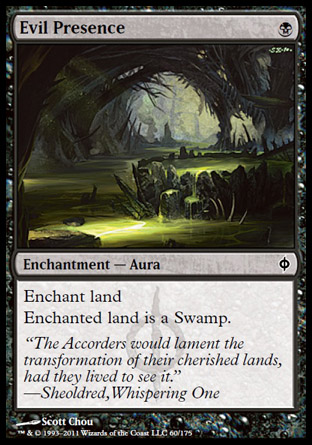 Evil Presence
Enchantment — Aura
Enchant land
Enchanted land is a Swamp.
“The Accorders would lament the
transformation of their cherished lands,
had they lived to see it.”
—Sheoldred,Whispering One
Scott Chou
™ & © 1993–2011 Wizards of the Coast LLC 60/175